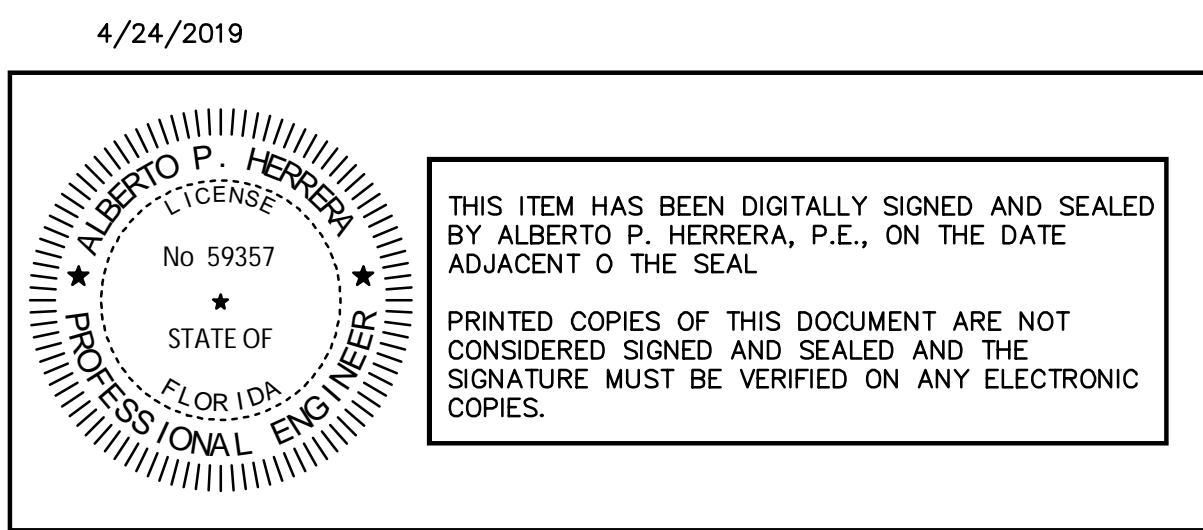 4/24/2019
ALBERTO P. HERRERA
LICENSE
No 59357
STATE OF
FLORIDA
PROFESSIONAL ENGINEER
THIS ITEM HAS BEEN DIGITALLY SIGNED AND SEALED
BY ALBERTO P. HERRERA, P.E., ON THE DATE
ADJACENT O THE SEAL
PRINTED COPIES OF THIS DOCUMENT ARE NOT
CONSIDERED SIGNED AND SEALED AND THE
SIGNATURE MUST BE VERIFIED ON ANY ELECTRONIC
COPIES.